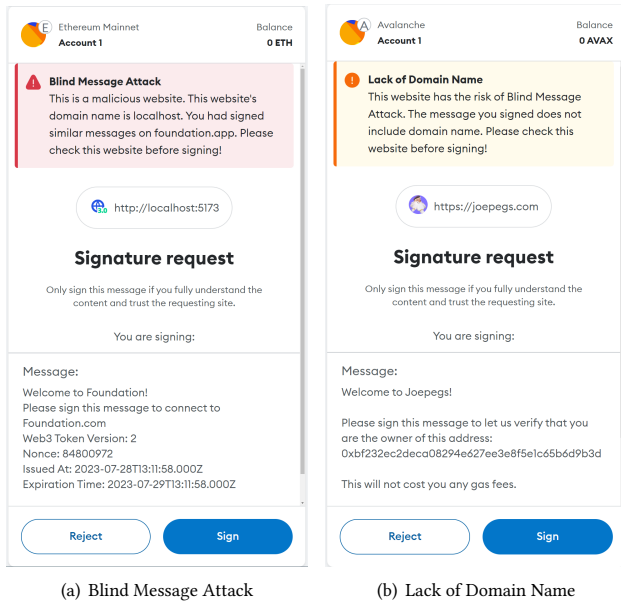 E Ethereum Mainnet Balance
Account 1 0 ETH
Blind Message Attack
This is a malicious website. This website's
domain name is localhost. You had signed
similar messages on foundation.app. Please
check this website before signing!
3.0 http://localhost:5173
Signature request
Only sign this message if you fully understand the
content and trust the requesting site.
You are signing:
Message:
Welcome to Foundation!
Please sign this message to connect to
Foundation.com
Web3 Token Version: 2
Nonce: 84800972
Issued At: 2023-07-28T13:11:58.000Z
Expiration Time: 2023-07-29T13:11:58.000Z
Reject Sign
(a) Blind Message Attack
A Avalanche Balance
Account 1 0 AVAX
Lack of Domain Name
This website has the risk of Blind Message
Attack. The message you signed does not
include domain name. Please check this
website before signing!
https://joepegs.com
Signature request
Only sign this message if you fully understand the
content and trust the requesting site.
You are signing:
Message:
Welcome to Joepegs!
Please sign this message to let us verify that you
are the owner of this address:
0xbf232ec2deca08294e627ee3e8f5e1c65b6d9b3d
This will not cost you any gas fees.
Reject Sign
(b) Lack of Domain Name